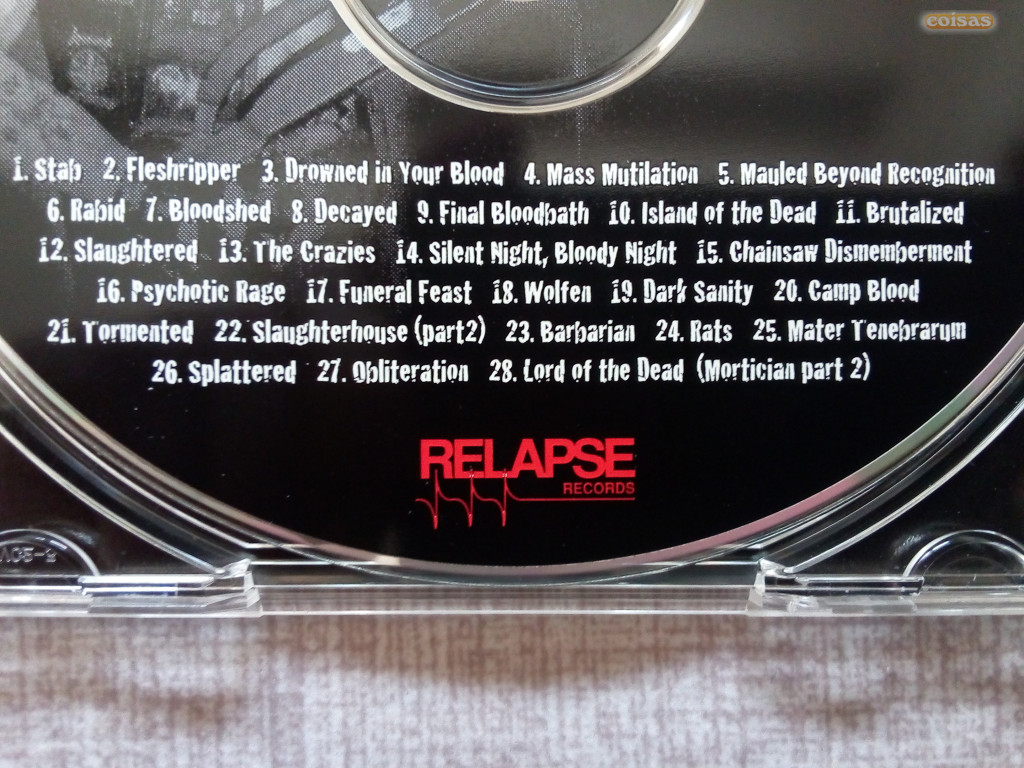 coisas
1. Stab 2. Fleshripper 3. Drowned in Your Blood 4. Mass Mutilation 5. Mauled Beyond Recognition
6. Rabid 7. Bloodshed 8. Decayed 9. Final Bloodbath 10. Island of the Dead 11. Brutalized
12. Slaughtered 13. The Crazies 14. Silent Night, Bloody Night 15. Chainsaw Dismemberment
16. Psychotic Rage 17. Funeral Feast 18. Wolfen 19. Dark Sanity 20. Camp Blood
21. Tormented 22. Slaughterhouse (part2) 23. Barbarian 24. Rats 25. Mater Tenebrarum
26. Splattered 27. Obliteration 28. Lord of the Dead (Mortician part 2)
RELAPSE
RECORDS